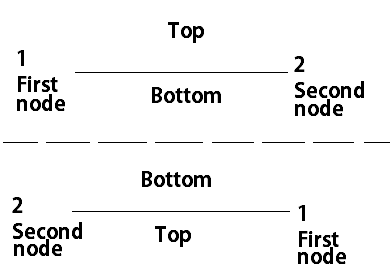 Top
1
First
node
2
Second
node
Bottom
Bottom
2
Second
node
Top
1
First
node